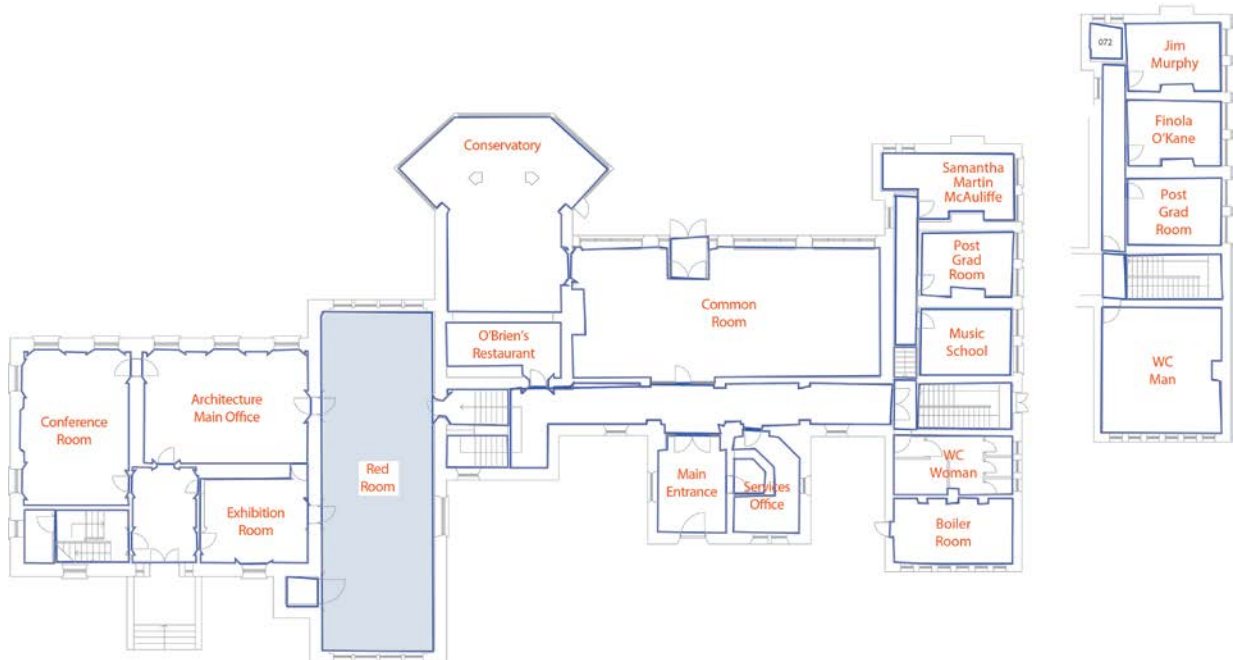 072
Jim
Murphy
Finola
O'Kane
Post
Grad
Room
WC
Man
Conservatory
Samantha
Martin
McAuliffe
Post
Grad
Room
Music
School
Common
Room
O'Brien's
Restaurant
Architecture
Main Office
Conference
Room
Red
Room
Exhibition
Room
Main
Entrance
Services
Office
WC
Woman
Boiler
Room